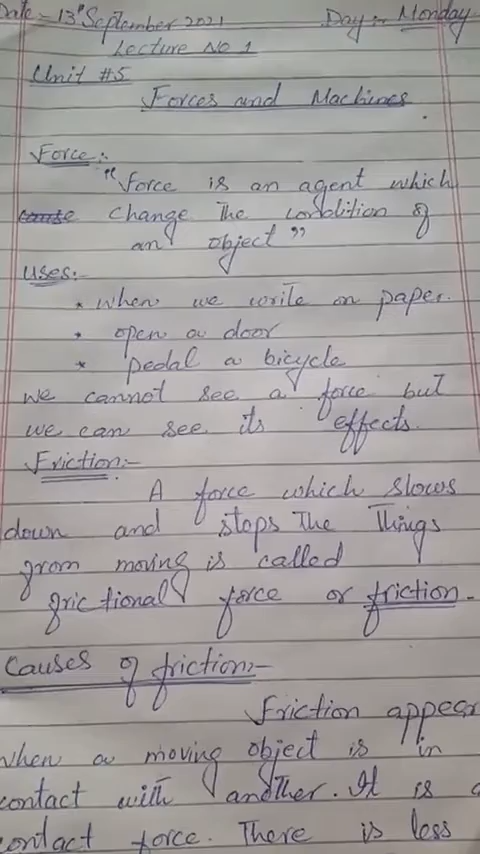 Date :- 13th September 2021 Day :- Monday
Lecture No 1
Unit #5
Forces and Machines.
Force:-
"Force is an agent which
cause change the condition of
an object"
Uses:-
* when we write on paper.
* open a door
* pedal a bicycle
we cannot see a force but
we can see its effects.
Friction:-
A force which slows
down and stops The Things
from moving is called
frictional force or friction.
Causes of friction:-
Friction appear
when a moving object is in
contact with another. It is a
contact force. There is less